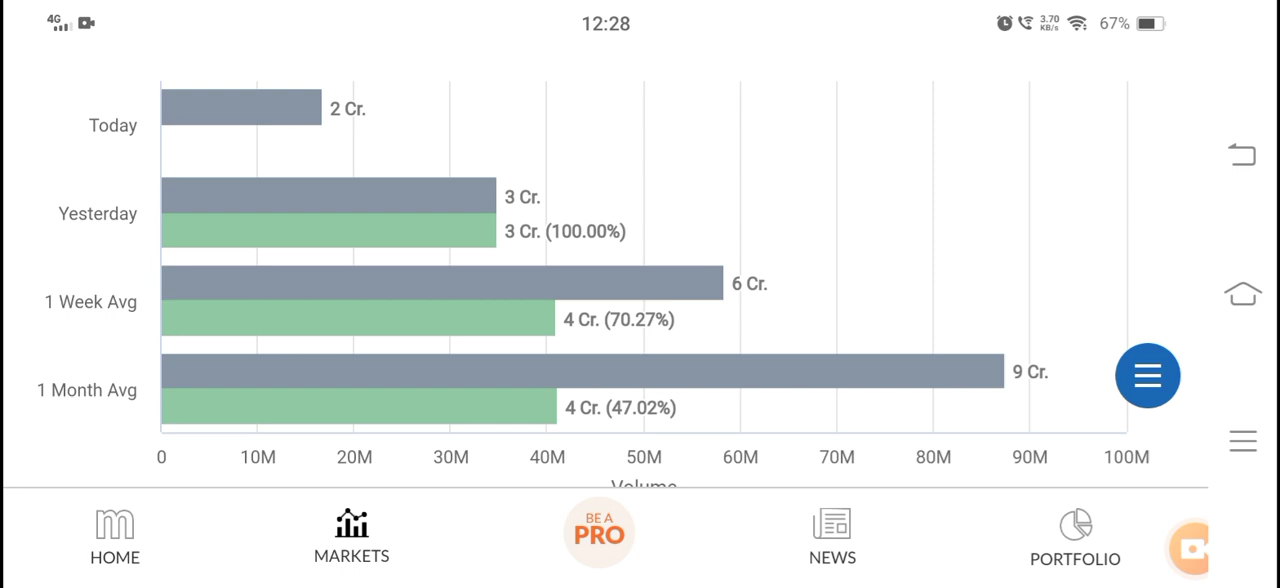 4G 12:28 3.70 KB/s 67%
Today 2 Cr.
Yesterday 3 Cr.
3 Cr. (100.00%)
1 Week Avg 6 Cr.
4 Cr. (70.27%)
1 Month Avg 9 Cr.
4 Cr. (47.02%)
0 10M 20M 30M 40M 50M 60M 70M 80M 90M 100M
Volume
m BE A
PRO
HOME MARKETS NEWS PORTFOLIO